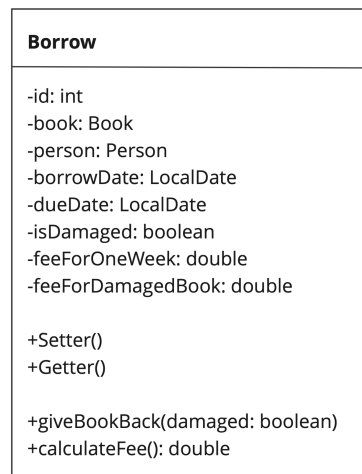 Borrow
-id: int
-book: Book
-person: Person
-borrowDate: LocalDate
-dueDate: LocalDate
-isDamaged: boolean
-feeForOneWeek: double
-feeForDamagedBook: double
+Setter()
+Getter()
+giveBookBack(damaged: boolean)
+calculateFee(): double